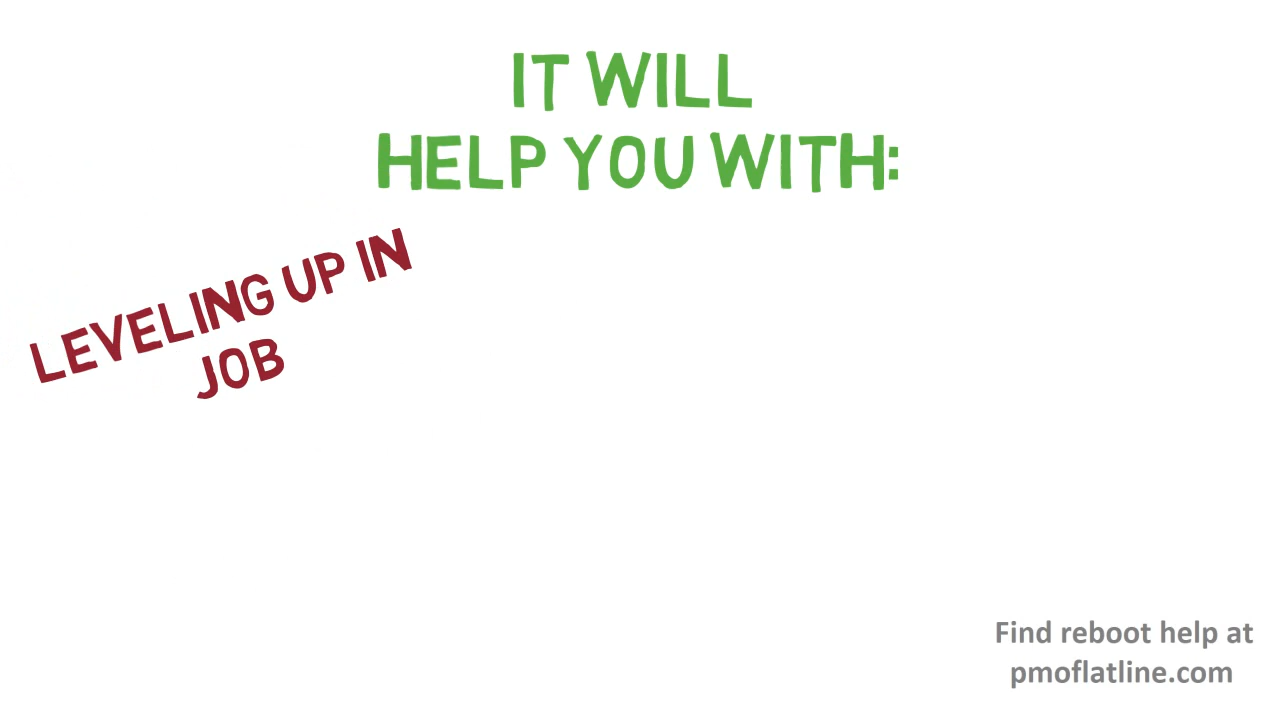 IT WILL
HELP YOU WITH:
LEVELING UP IN
JOB
Find reboot help at
pmoflatline.com